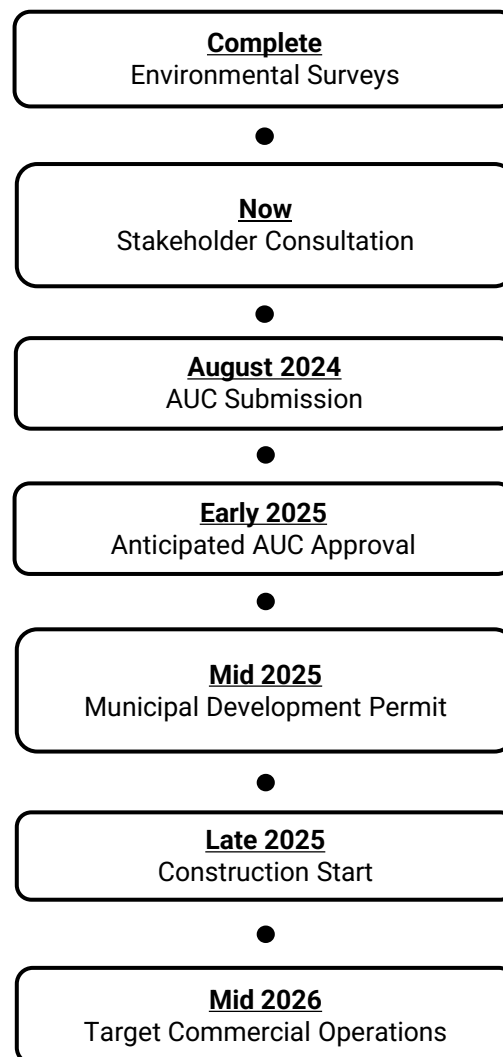 Complete
Environmental Surveys
Now
Stakeholder Consultation
August 2024
AUC Submission
Early 2025
Anticipated AUC Approval
Mid 2025
Municipal Development Permit
Late 2025
Construction Start
Mid 2026
Target Commercial Operations